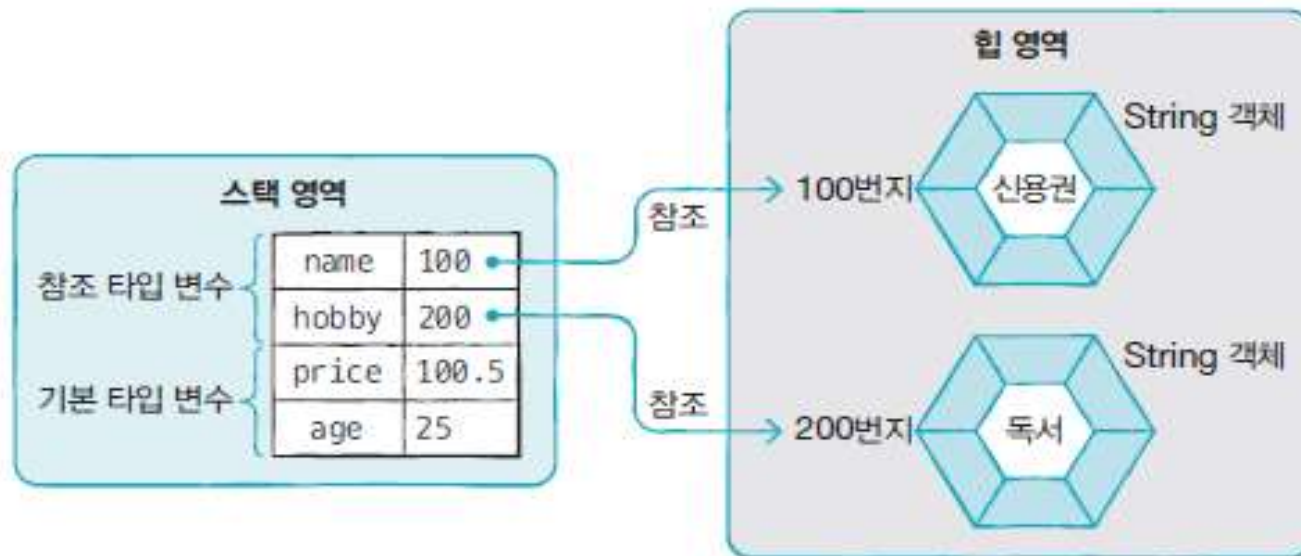 힙 영역
String 객체
100번지
신용권
스택 영역
참조
참조 타입 변수
name 100
hobby 200
기본 타입 변수
price 100.5
age 25
참조
String 객체
200번지
독서